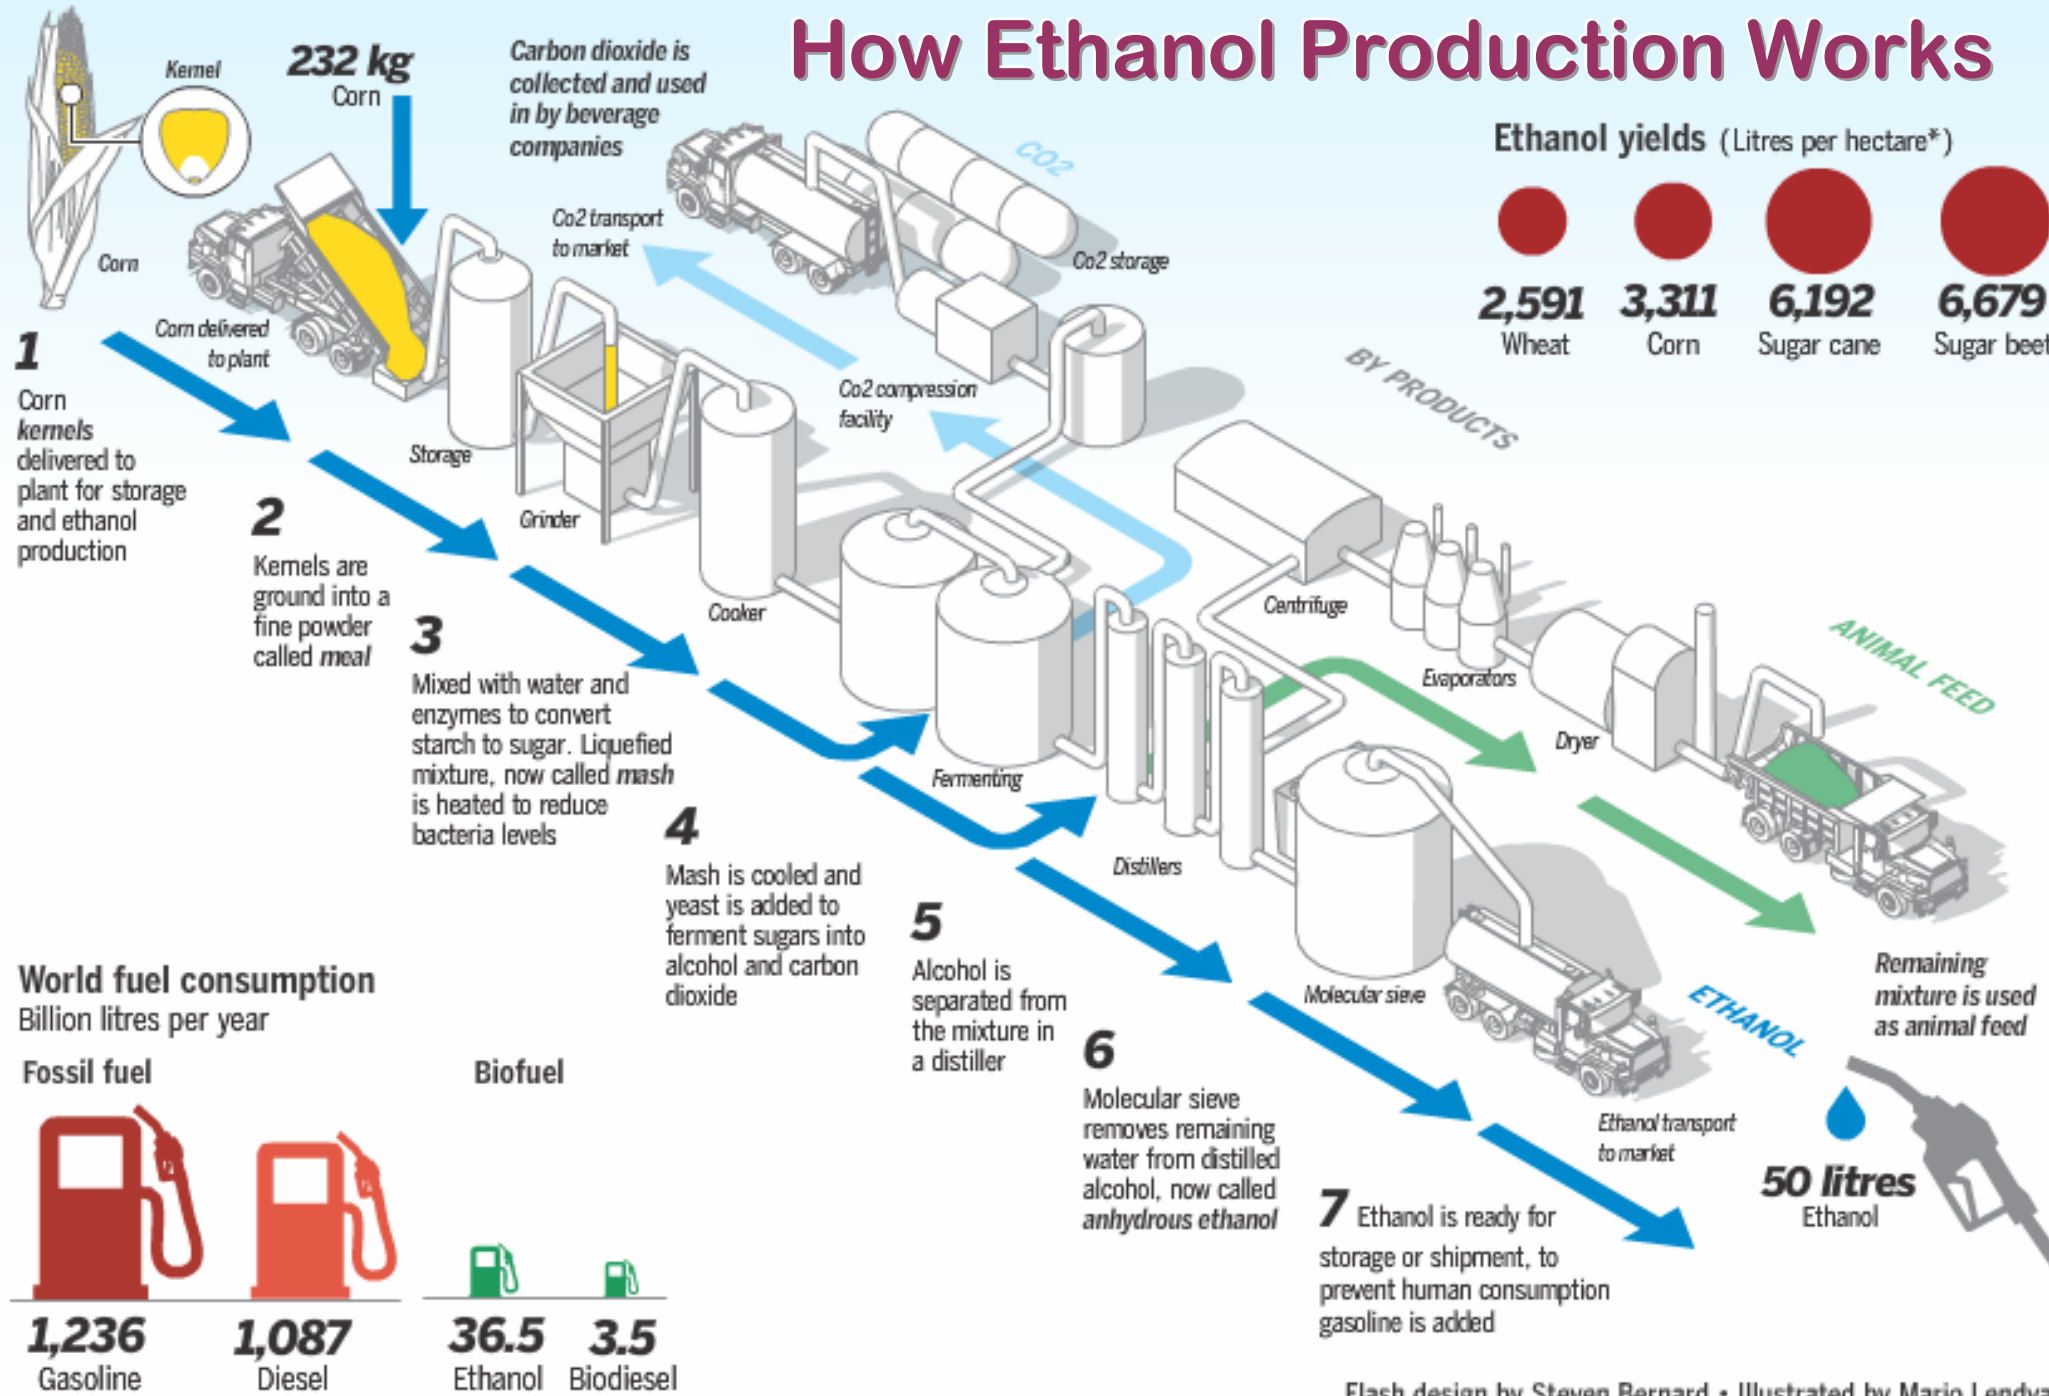 How Ethanol Production Works
Kernel
232 kg
Corn
Carbon dioxide is
collected and used
in by beverage
companies
CO2
Co2 transport
to market
Co2 storage
Ethanol yields (Litres per hectare*)
2,591
Wheat
3,311
Corn
6,192
Sugar cane
6,679
Sugar beet
Corn
Corn delivered
to plant
Storage
Grinder
Cooker
Co2 compression
facility
BY PRODUCTS
Centrifuge
Evaporators
Dryer
ANIMAL FEED
Fermenting
Distillers
Molecular sieve
ETHANOL
Ethanol transport
to market
Remaining
mixture is used
as animal feed
50 litres
Ethanol
1
Corn
kernels
delivered to
plant for storage
and ethanol
production
2
Kernels are
ground into a
fine powder
called meal
3
Mixed with water and
enzymes to convert
starch to sugar. Liquefied
mixture, now called mash
is heated to reduce
bacteria levels
4
Mash is cooled and
yeast is added to
ferment sugars into
alcohol and carbon
dioxide
5
Alcohol is
separated from
the mixture in
a distiller
6
Molecular sieve
removes remaining
water from distilled
alcohol, now called
anhydrous ethanol
7 Ethanol is ready for
storage or shipment, to
prevent human consumption
gasoline is added
World fuel consumption
Billion litres per year
Fossil fuel
Biofuel
1,236
Gasoline
1,087
Diesel
36.5
Ethanol
3.5
Biodiesel
Flash design by Steven Bernard • Illustrated by Mario